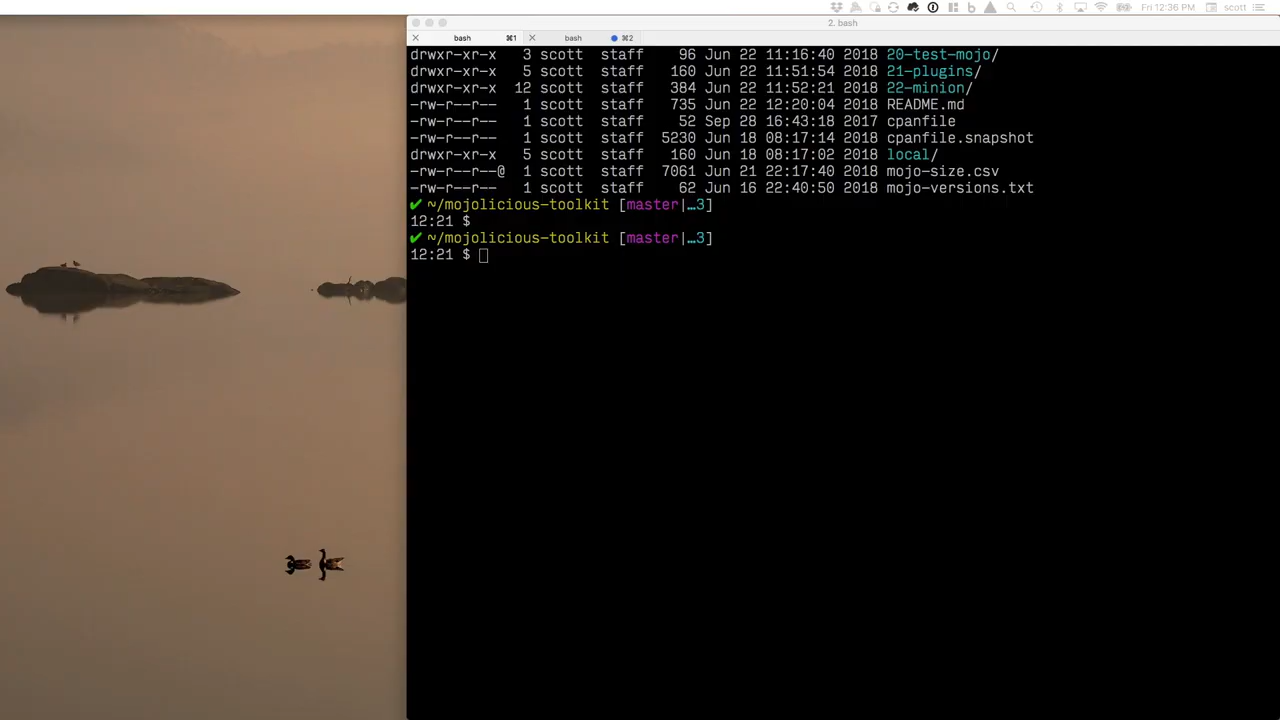 Fri 12:36 PM scott
2. bash
bash ⌘1 bash ⌘2
drwxr-xr-x 3 scott staff 96 Jun 22 11:16:40 2018 20-test-mojo/
drwxr-xr-x 5 scott staff 160 Jun 22 11:51:54 2018 21-plugins/
drwxr-xr-x 12 scott staff 384 Jun 22 11:52:21 2018 22-minion/
-rw-r--r-- 1 scott staff 735 Jun 22 12:20:04 2018 README.md
-rw-r--r-- 1 scott staff 52 Sep 28 16:43:18 2017 cpanfile
-rw-r--r-- 1 scott staff 5230 Jun 18 08:17:14 2018 cpanfile.snapshot
drwxr-xr-x 5 scott staff 160 Jun 18 08:17:02 2018 local/
-rw-r--r--@ 1 scott staff 7061 Jun 21 22:17:40 2018 mojo-size.csv
-rw-r--r-- 1 scott staff 62 Jun 16 22:40:50 2018 mojo-versions.txt
✔ ~/mojolicious-toolkit [master|…3]
12:21 $
✔ ~/mojolicious-toolkit [master|…3]
12:21 $